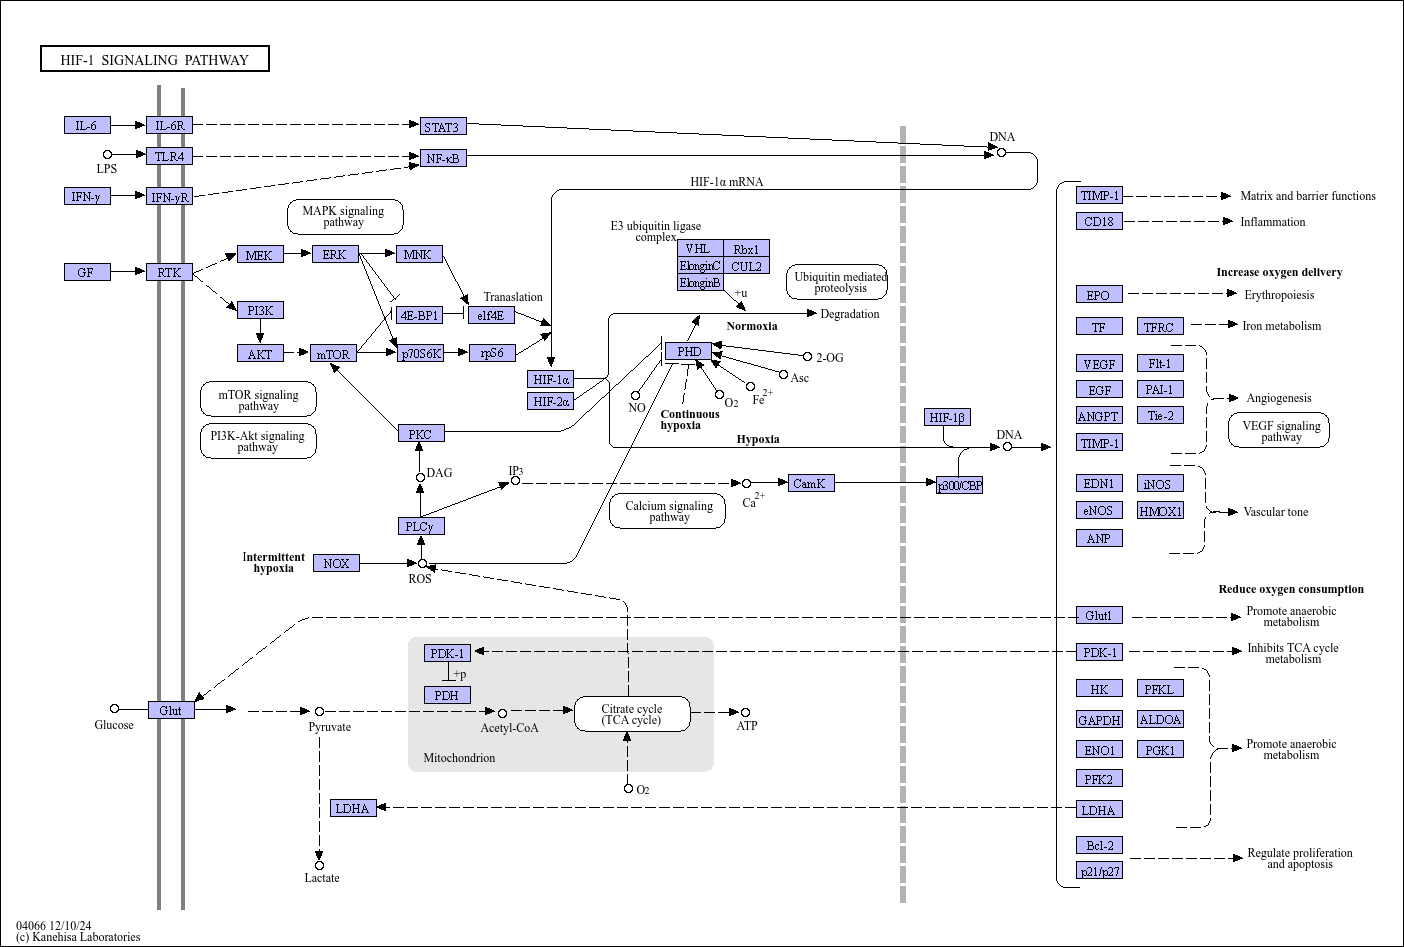 HIF-1 SIGNALING PATHWAY
IL-6
IL-6R
STAT3
DNA
LPS
TLR4
NF-κB
IFN-γ
IFN-γR
HIF-1α mRNA
TIMP-1
Matrix and barrier functions
CD18
Inflammation
MAPK signaling
pathway
E3 ubiquitin ligase
complex
VHL
Rbx1
ElonginC
CUL2
ElonginB
MEK
ERK
MNK
GF
RTK
Ubiquitin mediated
proteolysis
Increase oxygen delivery
+u
EPO
Erythropoiesis
Tranaslation
PI3K
4E-BP1
eIf4E
Degradation
Normoxia
TF
TFRC
Iron metabolism
AKT
mTOR
p70S6K
rpS6
PHD
2-OG
VEGF
Flt-1
HIF-1α
Asc
HIF-2α
NO
O2
Fe2+
EGF
PAI-1
Angiogenesis
mTOR signaling
pathway
Continuous
hypoxia
HIF-1β
ANGPT
Tie-2
VEGF signaling
pathway
PI3K-Akt signaling
pathway
PKC
Hypoxia
DNA
TIMP-1
DAG
IP3
Ca2+
CamK
p300/CBP
EDN1
iNOS
PLCγ
Calcium signaling
pathway
eNOS
HMOX1
Vascular tone
ANP
Intermittent
hypoxia
NOX
ROS
Reduce oxygen consumption
Glut1
Promote anaerobic
metabolism
PDK-1
+p
PDH
PDK-1
Inhibits TCA cycle
metabolism
HK
PFKL
Glucose
Glut
Pyruvate
Acetyl-CoA
Citrate cycle
(TCA cycle)
ATP
GAPDH
ALDOA
Mitochondrion
ENO1
PGK1
Promote anaerobic
metabolism
O2
PFK2
LDHA
LDHA
Lactate
Bcl-2
p21/p27
Regulate proliferation
and apoptosis
04066 12/10/24
(c) Kanehisa Laboratories